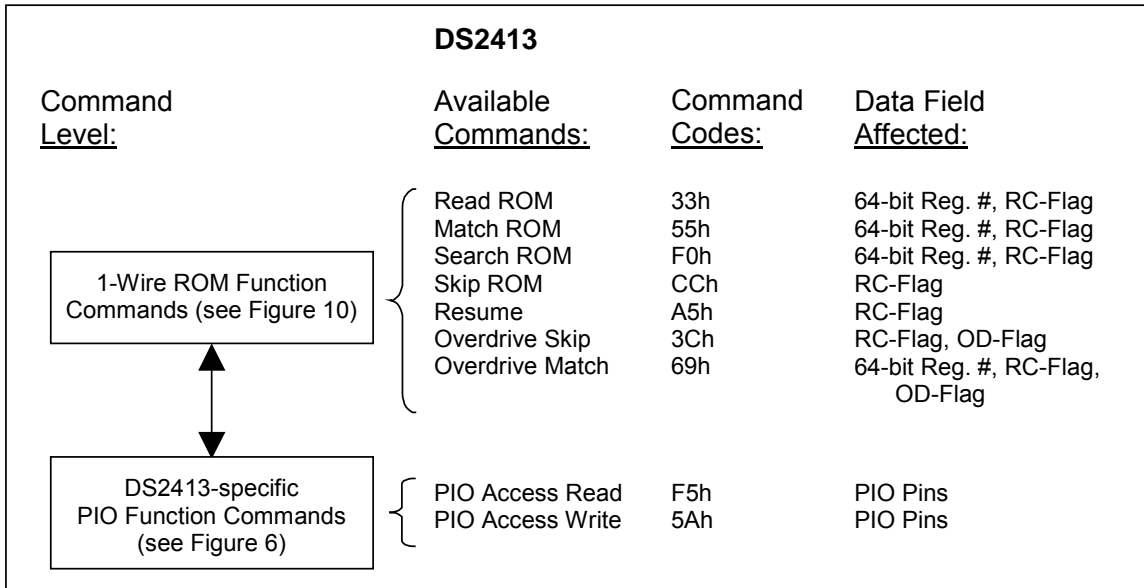 DS2413
Command Level:
Available Commands:
Command Codes:
Data Field Affected:
1-Wire ROM Function
Commands (see Figure 10)
Read ROM 33h 64-bit Reg. #, RC-Flag
Match ROM 55h 64-bit Reg. #, RC-Flag
Search ROM F0h 64-bit Reg. #, RC-Flag
Skip ROM CCh RC-Flag
Resume A5h RC-Flag
Overdrive Skip 3Ch RC-Flag, OD-Flag
Overdrive Match 69h 64-bit Reg. #, RC-Flag,
OD-Flag
DS2413-specific
PIO Function Commands
(see Figure 6)
PIO Access Read F5h PIO Pins
PIO Access Write 5Ah PIO Pins